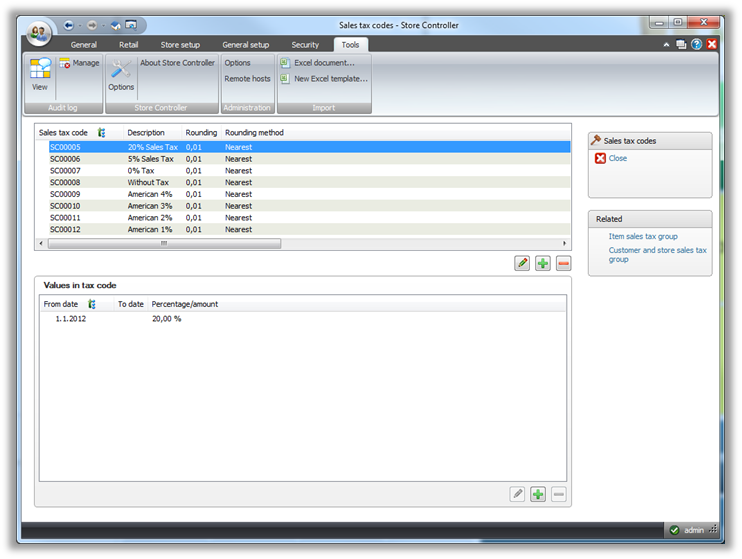 Sales tax codes - Store Controller
General Retail Store setup General setup Security Tools
Manage About Store Controller Options Excel document...
View Options Remote hosts New Excel template...
Audit log Store Controller Administration Import
Sales tax code Description Rounding Rounding method
SC00005 20% Sales Tax 0,01 Nearest
SC00006 5% Sales Tax 0,01 Nearest
SC00007 0% Tax 0,01 Nearest
SC00008 Without Tax 0,01 Nearest
SC00009 American 4% 0,01 Nearest
SC00010 American 3% 0,01 Nearest
SC00011 American 2% 0,01 Nearest
SC00012 American 1% 0,01 Nearest
Sales tax codes
Close
Related
Item sales tax group
Customer and store sales tax
group
Values in tax code
From date To date Percentage/amount
1.1.2012 20,00 %
admin